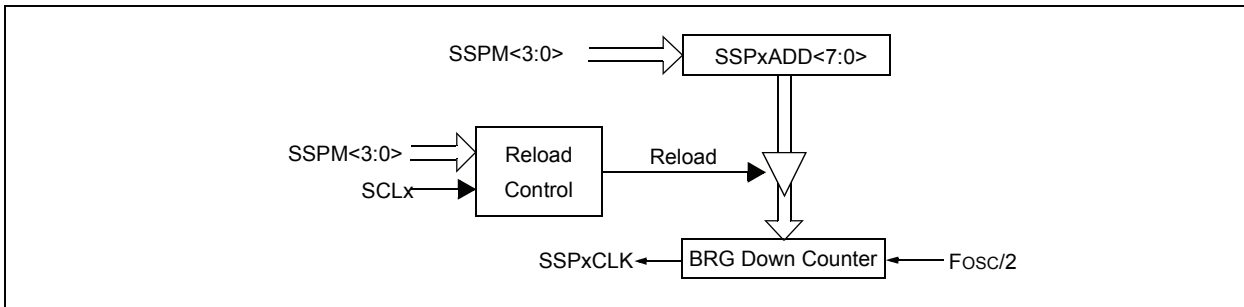 SSPM<3:0>
SSPxADD<7:0>
SSPM<3:0>
SCLx
Reload
Control
Reload
SSPxCLK
BRG Down Counter
FOSC/2